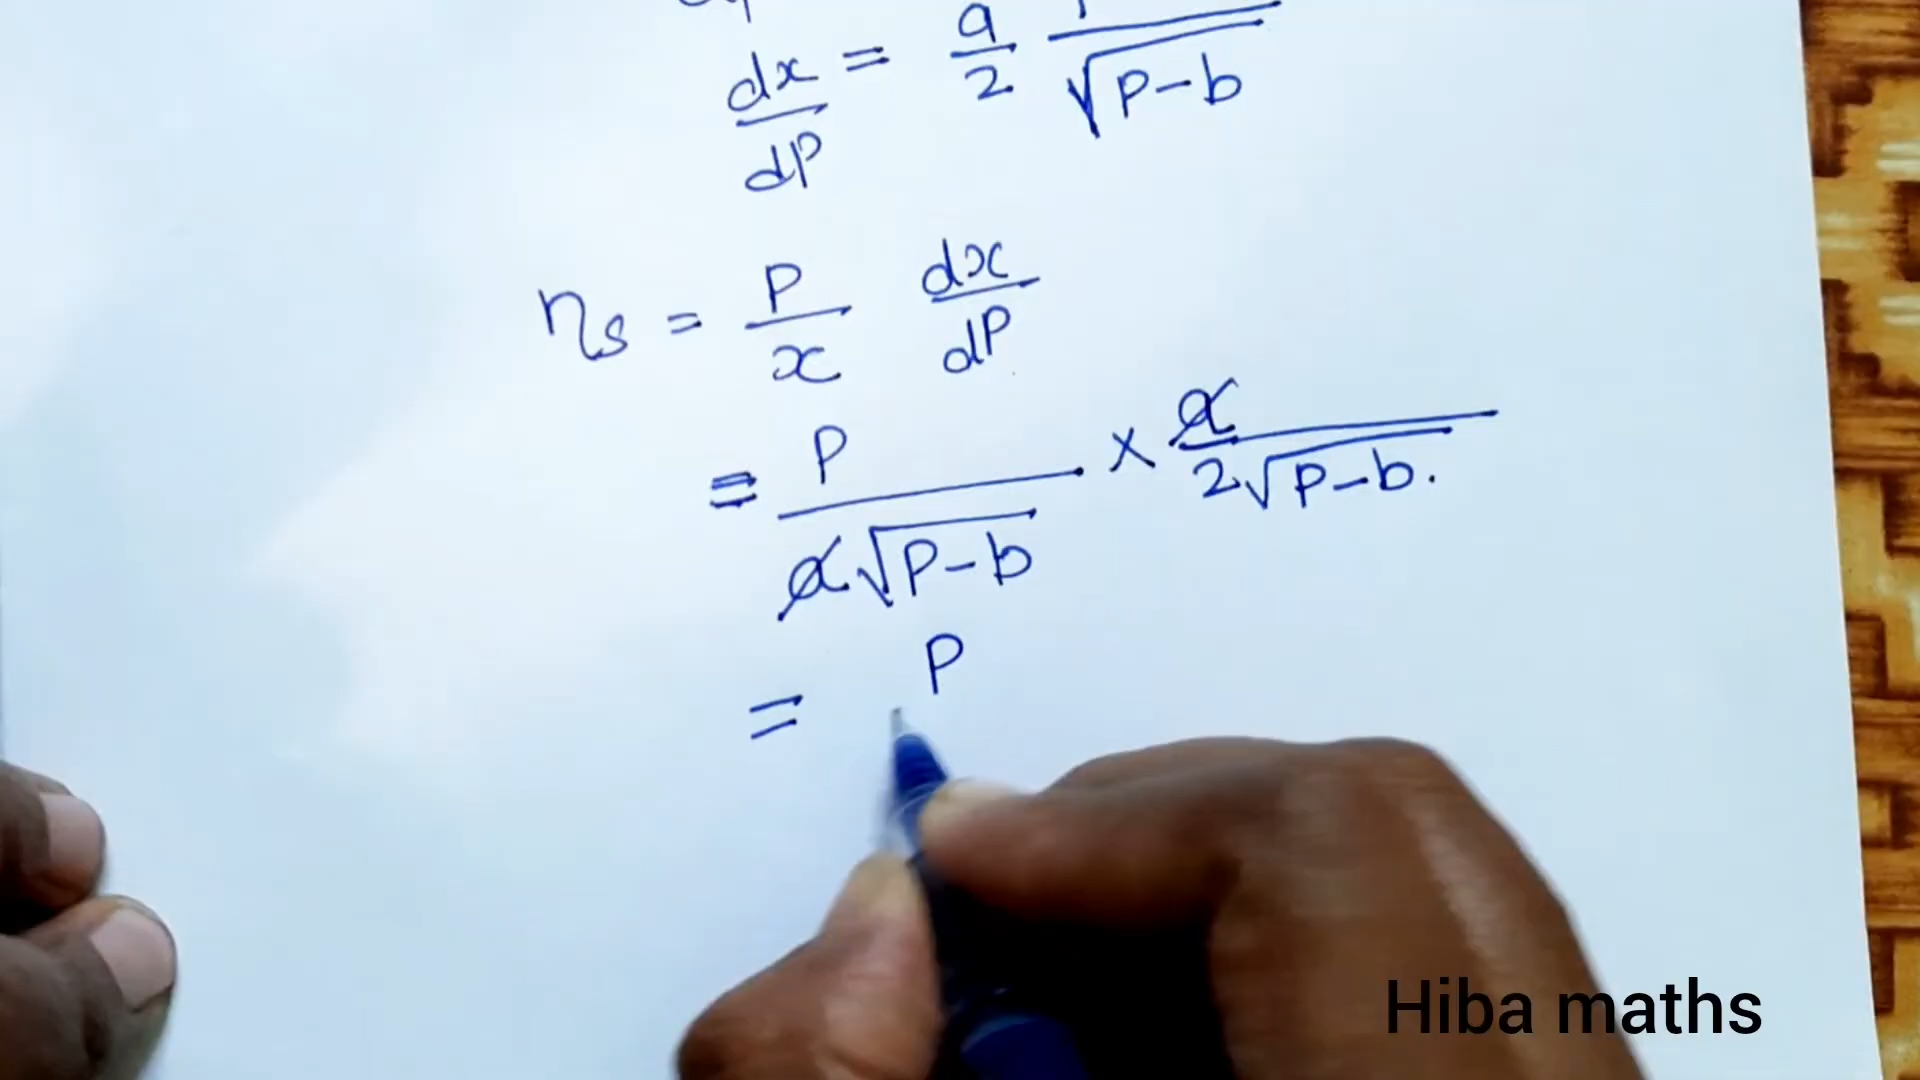 dx/dP = a/2 1/√(P-b)
ηs = P/x dx/dP
= P/(a√(P-b)) × a/(2√(P-b)).
= P
Hiba maths